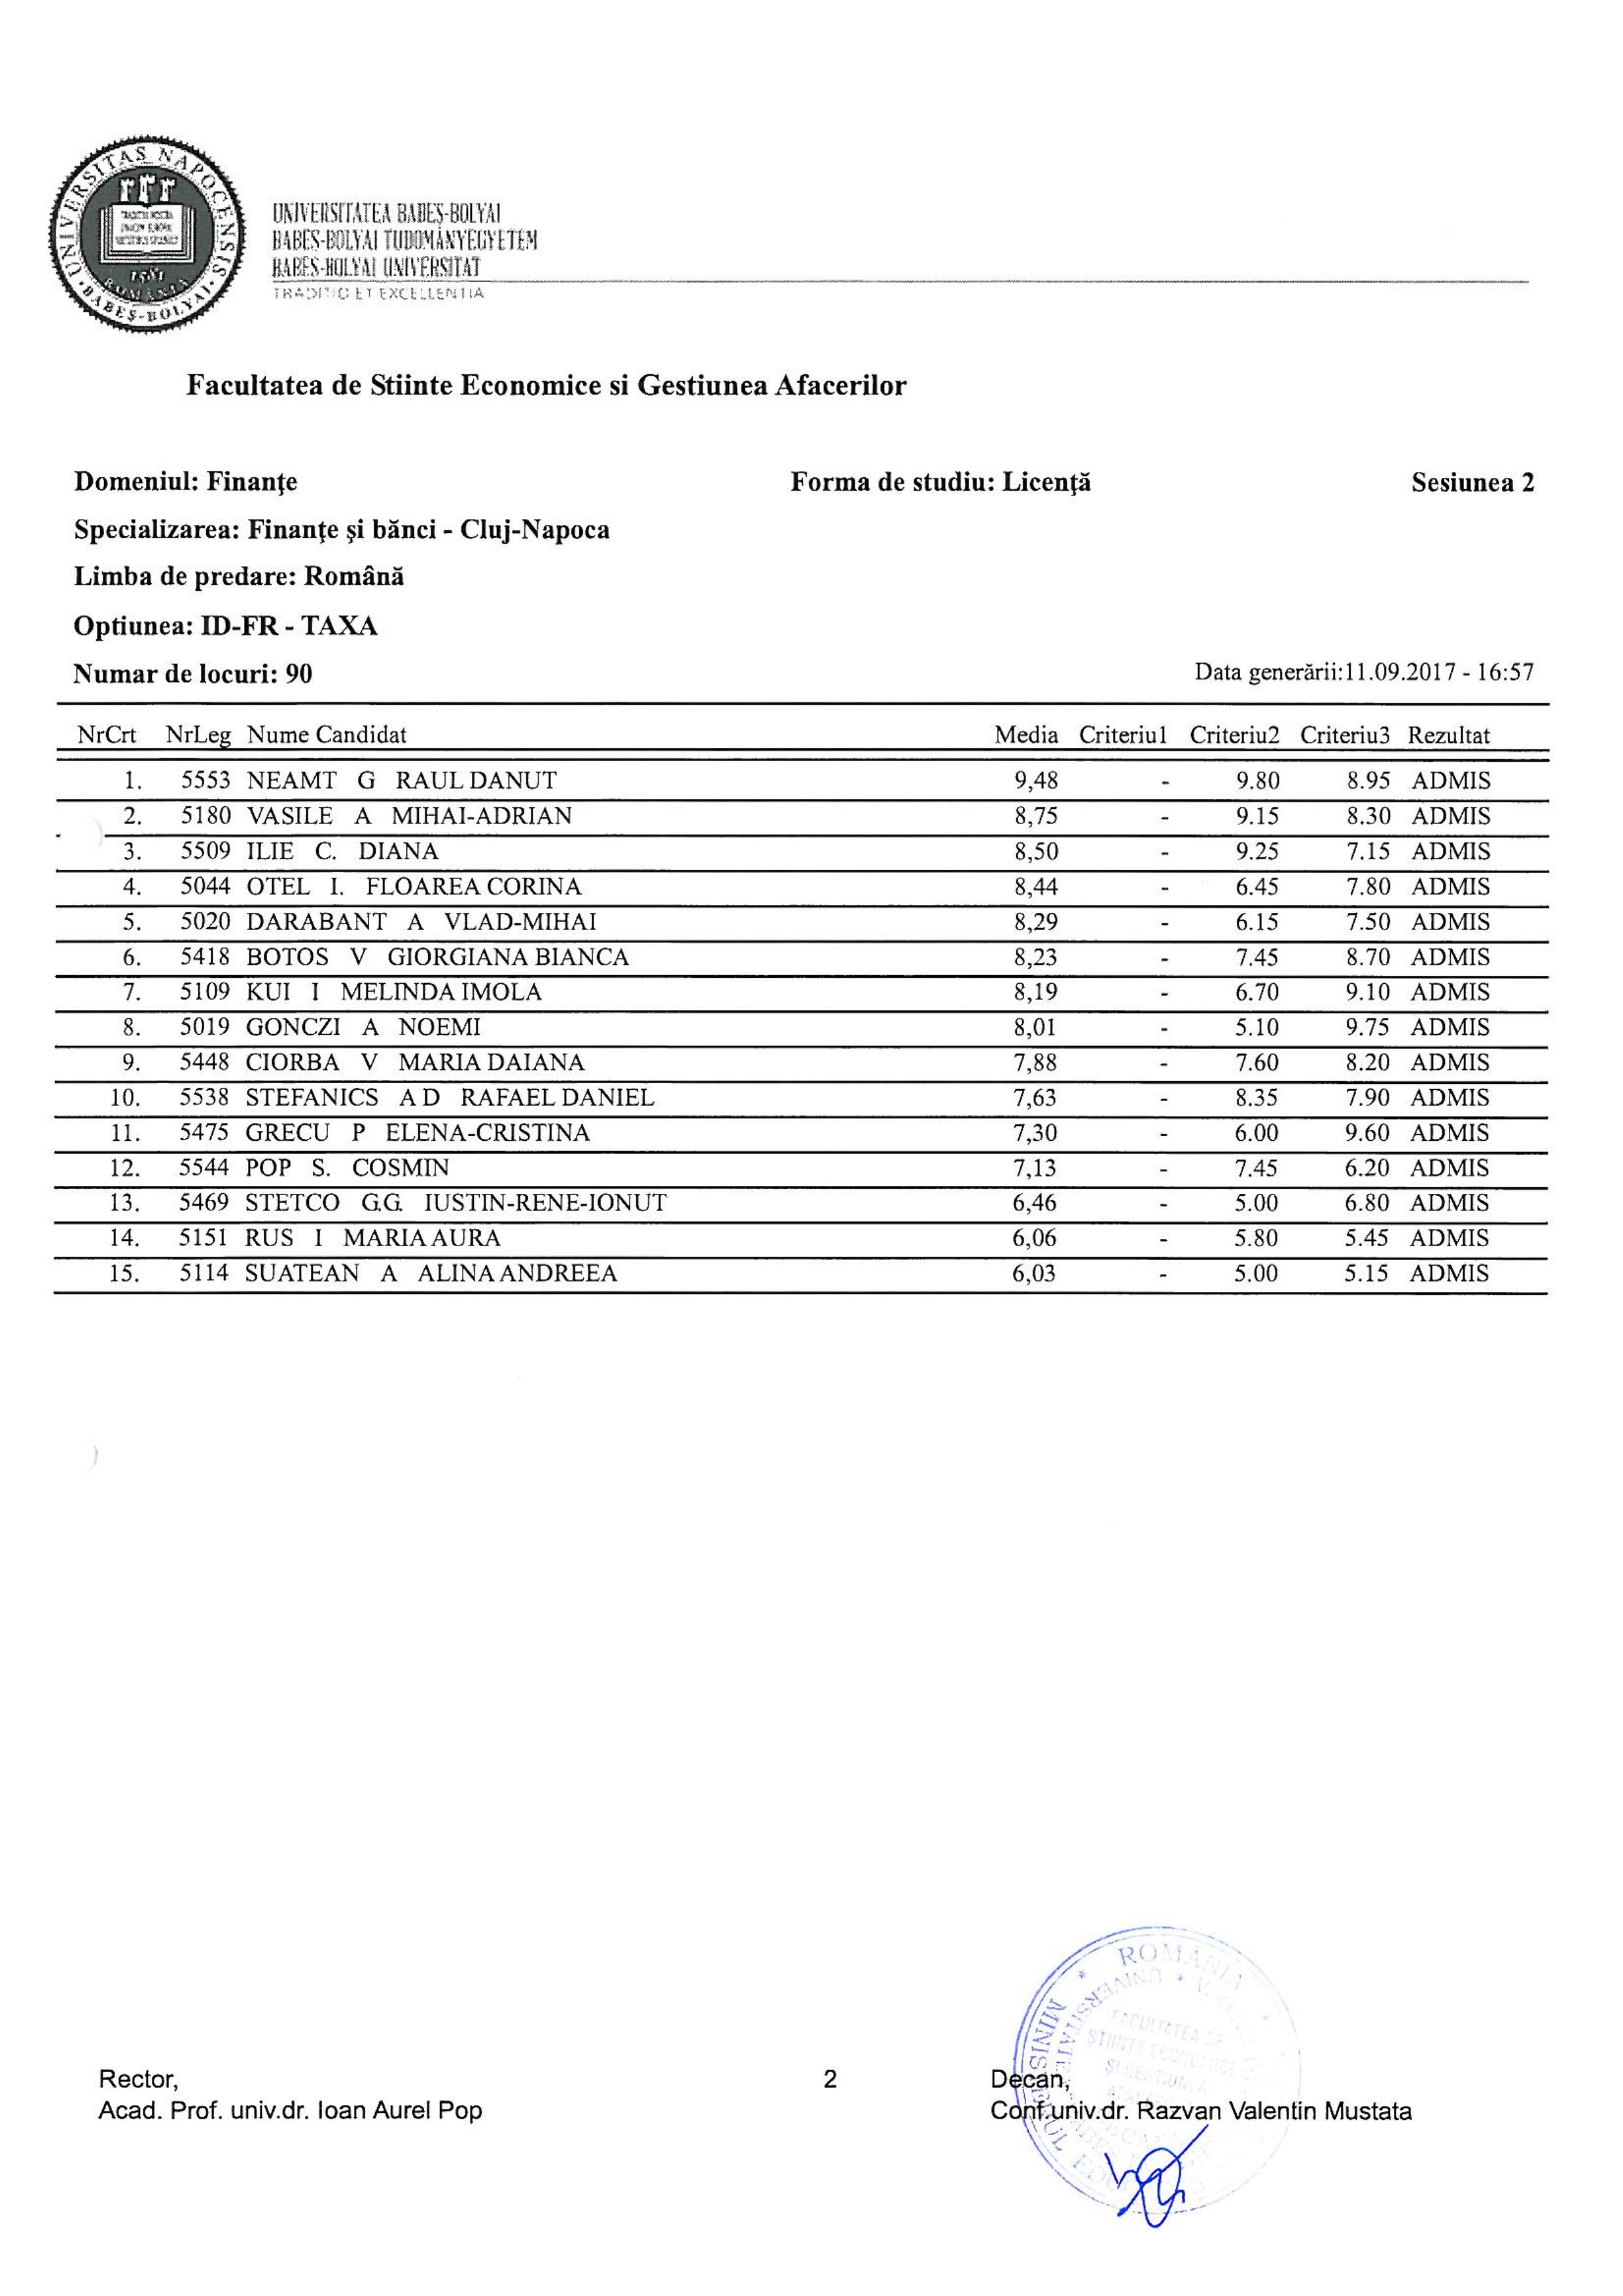 UNIVERSITAS NAPOCENSIS
BABEŞ-BOLYAI
1581
ROMANIA
UNIVERSITATEA BABEŞ-BOLYAI
BABEŞ-BOLYAI TUDOMÁNYEGYETEM
BABEŞ-BOLYAI UNIVERSITAT
TRADITIO ET EXCELLENTIA
Facultatea de Stiinte Economice si Gestiunea Afacerilor
Domeniul: Finanţe Forma de studiu: Licenţă Sesiunea 2
Specializarea: Finanţe şi bănci - Cluj-Napoca
Limba de predare: Română
Optiunea: ID-FR - TAXA
Numar de locuri: 90 Data generării:11.09.2017 - 16:57
NrCrt NrLeg Nume Candidat Media Criteriu1 Criteriu2 Criteriu3 Rezultat
1. 5553 NEAMT G RAUL DANUT 9,48 - 9.80 8.95 ADMIS
2. 5180 VASILE A MIHAI-ADRIAN 8,75 - 9.15 8.30 ADMIS
3. 5509 ILIE C. DIANA 8,50 - 9.25 7.15 ADMIS
4. 5044 OTEL I. FLOAREA CORINA 8,44 - 6.45 7.80 ADMIS
5. 5020 DARABANT A VLAD-MIHAI 8,29 - 6.15 7.50 ADMIS
6. 5418 BOTOS V GIORGIANA BIANCA 8,23 - 7.45 8.70 ADMIS
7. 5109 KUI I MELINDA IMOLA 8,19 - 6.70 9.10 ADMIS
8. 5019 GONCZI A NOEMI 8,01 - 5.10 9.75 ADMIS
9. 5448 CIORBA V MARIA DAIANA 7,88 - 7.60 8.20 ADMIS
10. 5538 STEFANICS A D RAFAEL DANIEL 7,63 - 8.35 7.90 ADMIS
11. 5475 GRECU P ELENA-CRISTINA 7,30 - 6.00 9.60 ADMIS
12. 5544 POP S. COSMIN 7,13 - 7.45 6.20 ADMIS
13. 5469 STETCO G.G. IUSTIN-RENE-IONUT 6,46 - 5.00 6.80 ADMIS
14. 5151 RUS I MARIA AURA 6,06 - 5.80 5.45 ADMIS
15. 5114 SUATEAN A ALINA ANDREEA 6,03 - 5.00 5.15 ADMIS
ROMANIA
MINISTERUL
UNIVERSITATEA
FACULTATEA DE
STIINTE ECONOMICE
ŞI GESTIUNEA
Rector, 2 Decan,
Acad. Prof. univ.dr. Ioan Aurel Pop Conf.univ.dr. Razvan Valentin Mustata